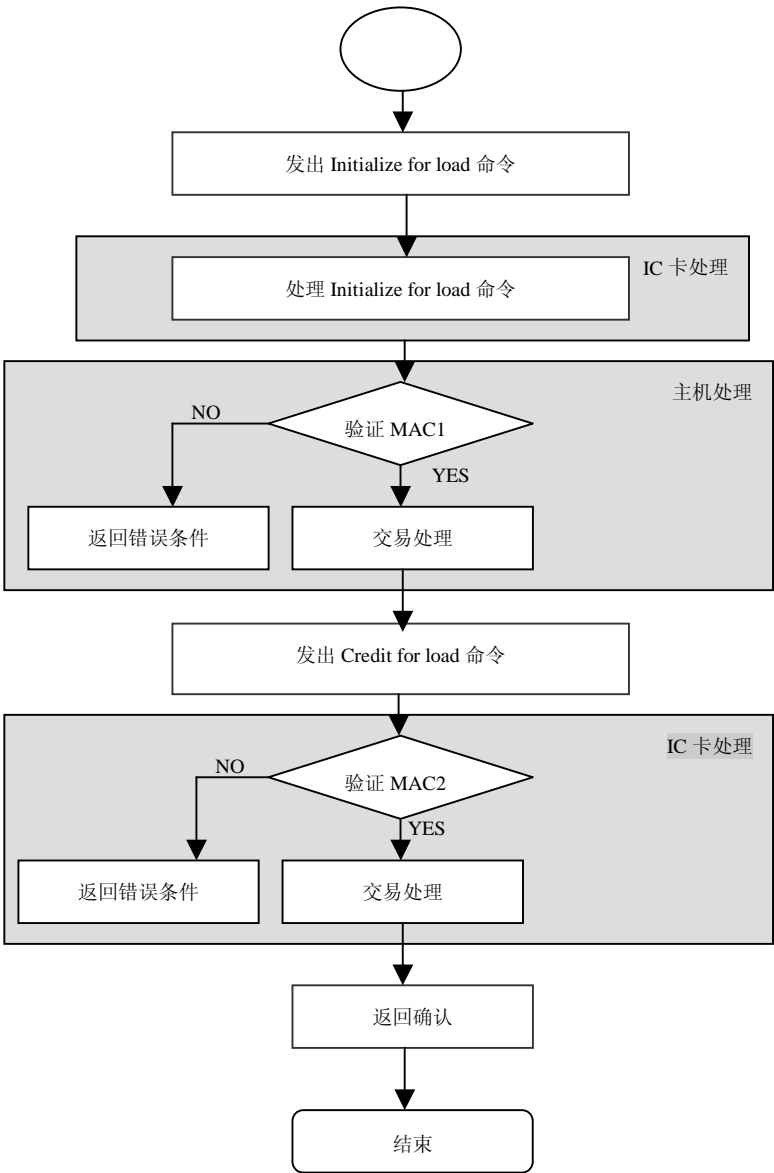 发出 Initialize for load 命令
IC 卡处理
处理 Initialize for load 命令
主机处理
验证 MAC1
NO
YES
返回错误条件
交易处理
发出 Credit for load 命令
IC 卡处理
验证 MAC2
NO
YES
返回错误条件
交易处理
返回确认
结束